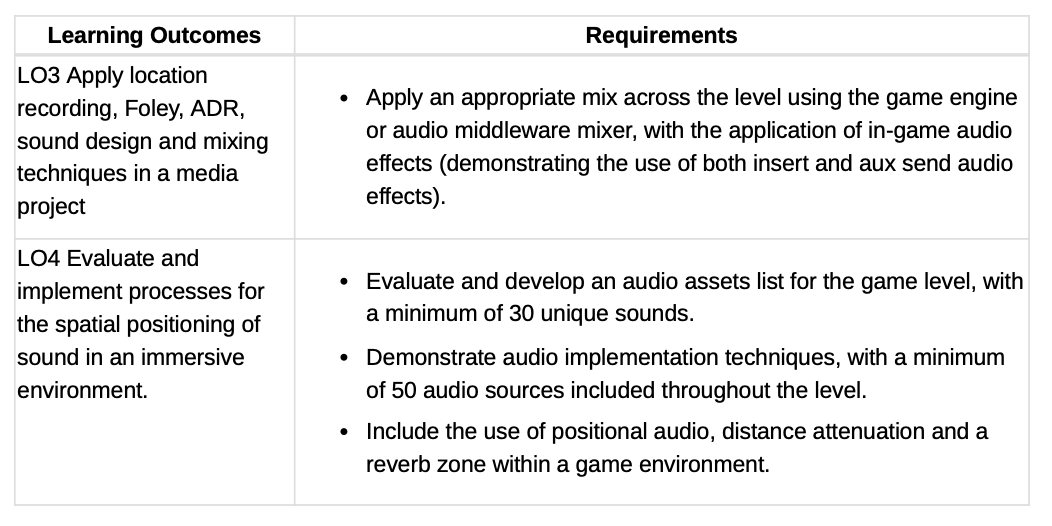 Learning Outcomes
Requirements
LO3 Apply location
recording, Foley, ADR,
sound design and mixing
techniques in a media
project
• Apply an appropriate mix across the level using the game engine
or audio middleware mixer, with the application of in-game audio
effects (demonstrating the use of both insert and aux send audio
effects).
LO4 Evaluate and
implement processes for
the spatial positioning of
sound in an immersive
environment.
• Evaluate and develop an audio assets list for the game level, with
a minimum of 30 unique sounds.
• Demonstrate audio implementation techniques, with a minimum
of 50 audio sources included throughout the level.
• Include the use of positional audio, distance attenuation and a
reverb zone within a game environment.